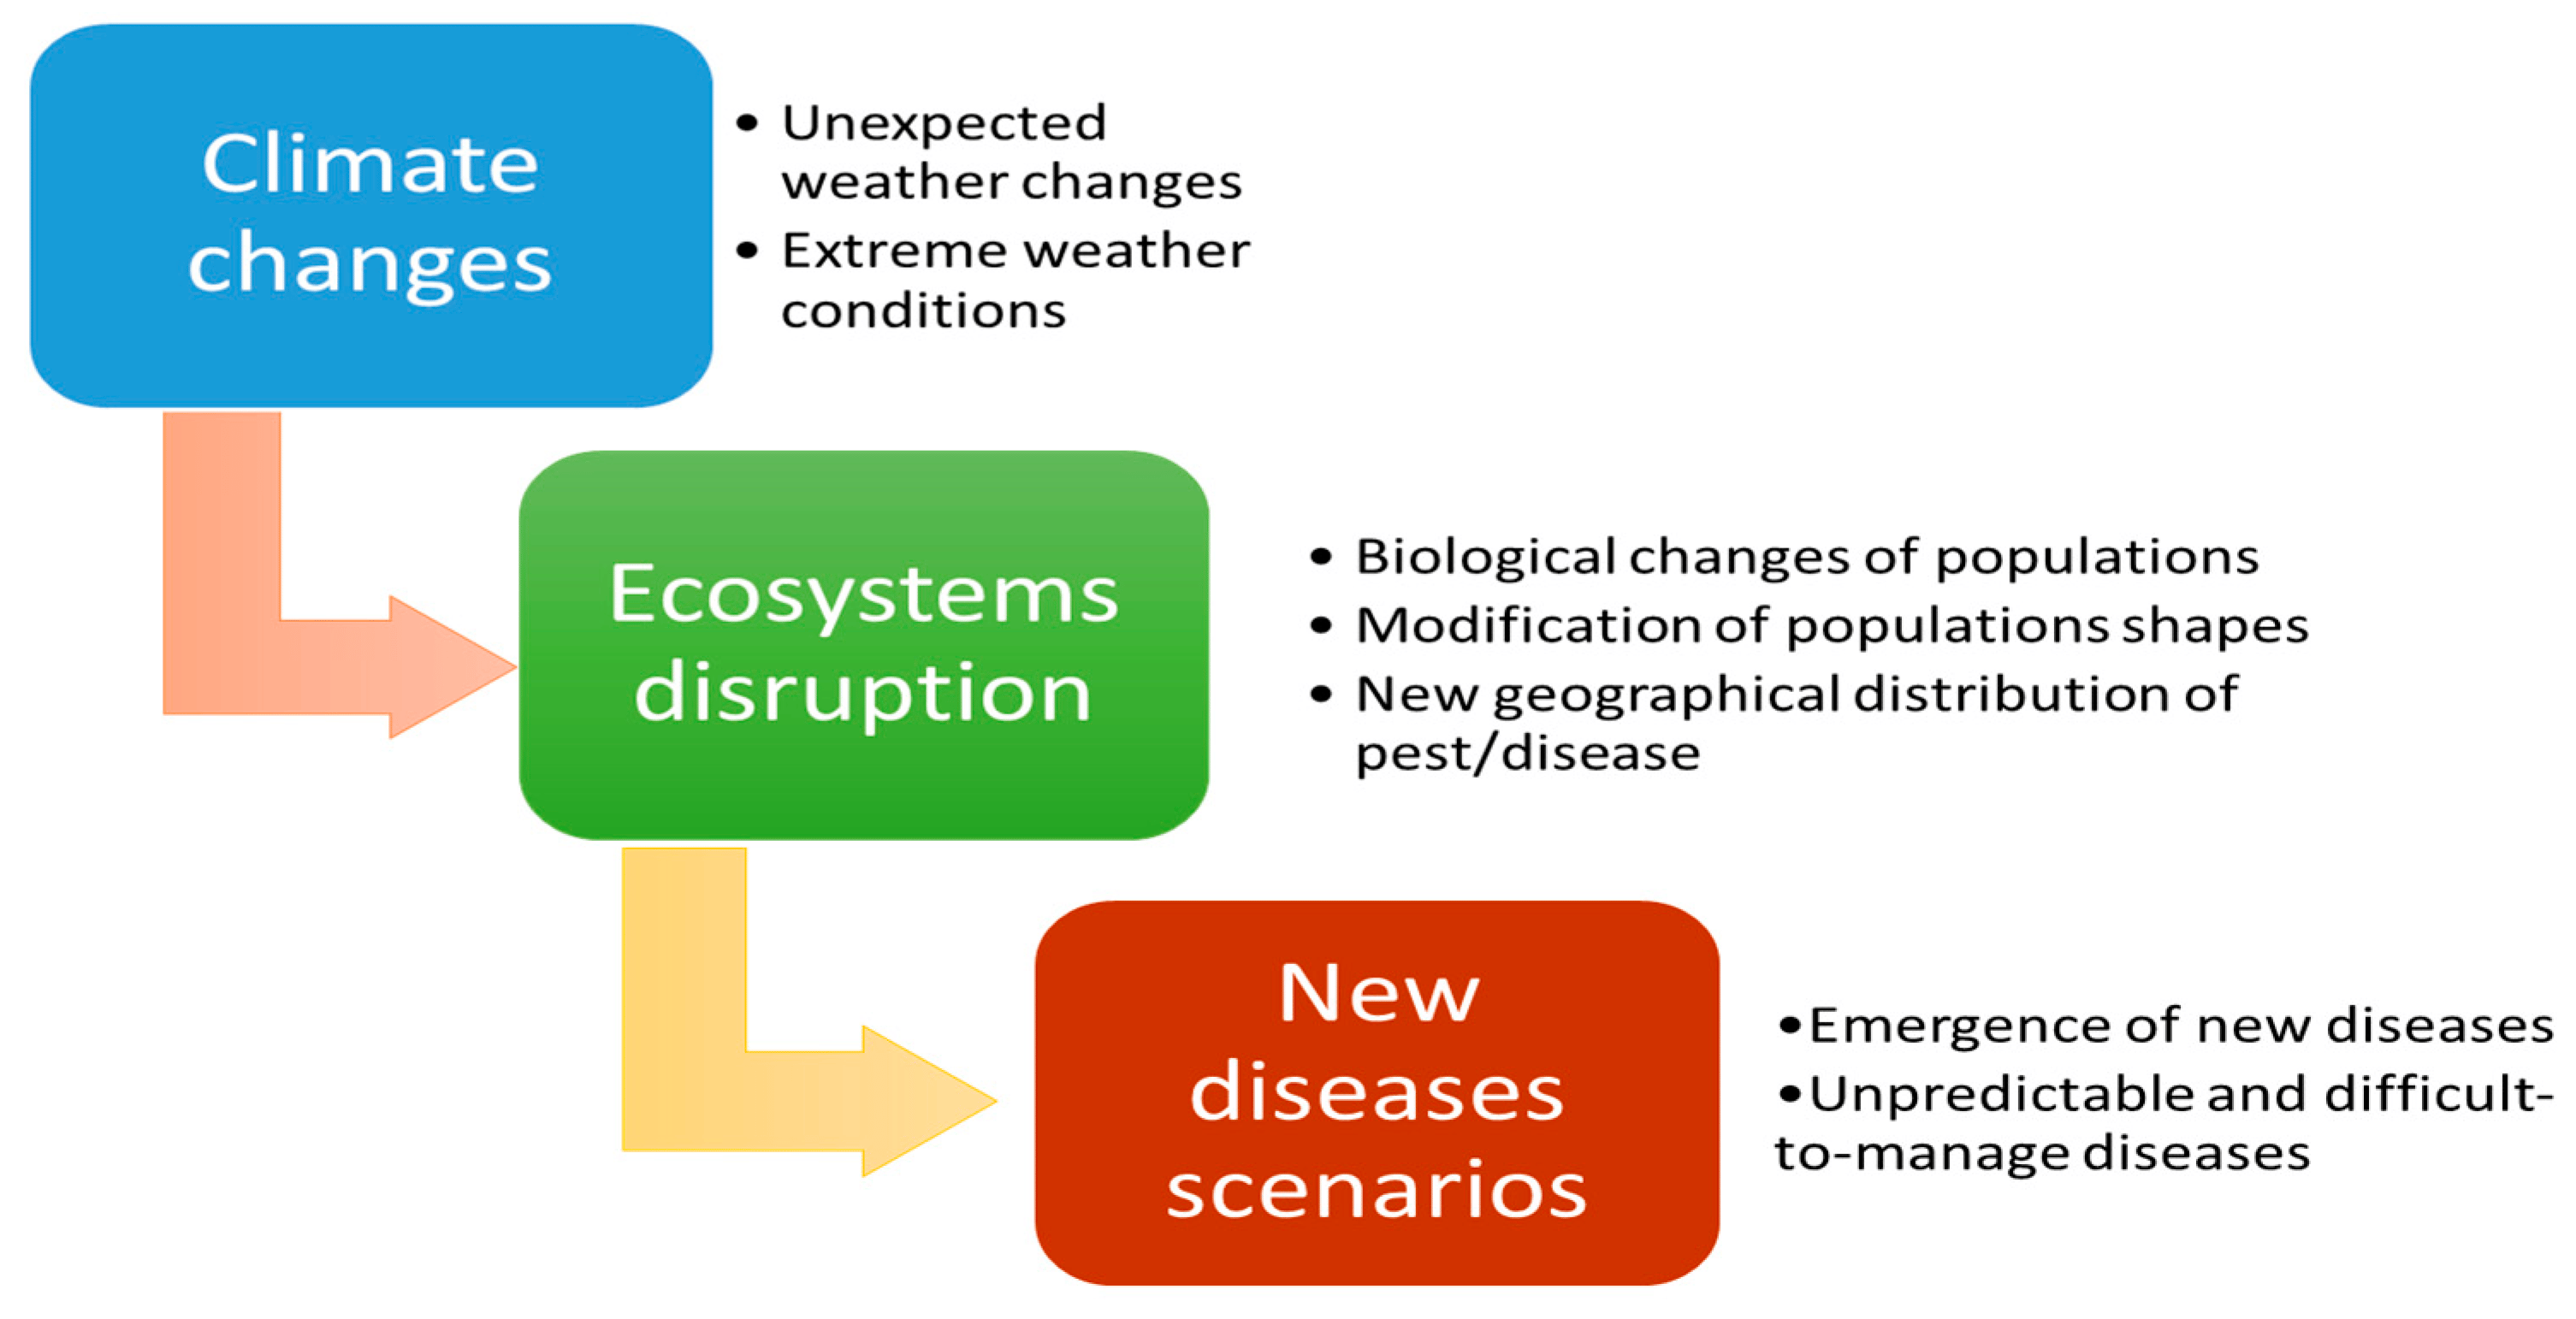 Climate
changes
• Unexpected
weather changes
• Extreme weather
conditions
Ecosystems
disruption
• Biological changes of populations
• Modification of populations shapes
• New geographical distribution of
pest/disease
New
diseases
scenarios
•Emergence of new diseases
•Unpredictable and difficult-
to-manage diseases